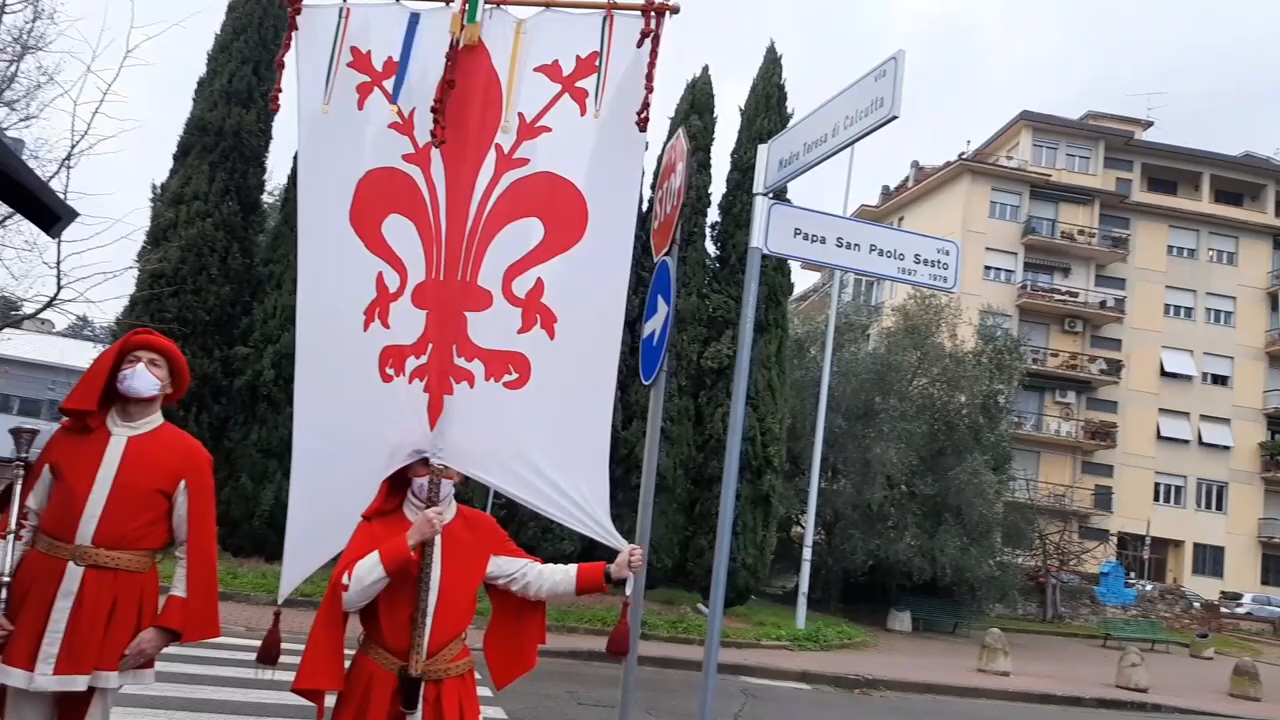 via
Madre Teresa di Calcutta
STOP
via
Papa San Paolo Sesto
1897 - 1978